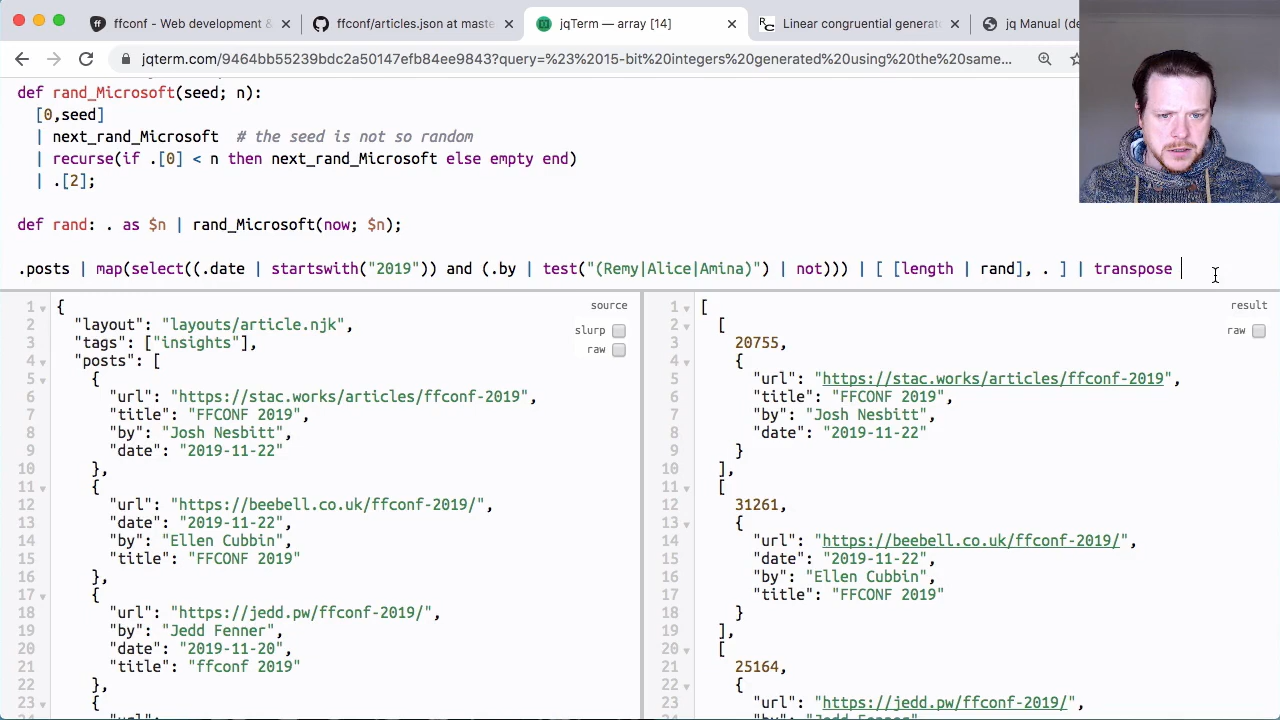 ffconf - Web development &
ffconf/articles.json at maste
jqTerm — array [14]
Linear congruential generato
jq Manual (de
jqterm.com/9464bb55239bdc2a50147efb84ee9843?query=%23%2015-bit%20integers%20generated%20using%20the%20same...
def rand_Microsoft(seed; n):
[0,seed]
| next_rand_Microsoft # the seed is not so random
| recurse(if .[0] < n then next_rand_Microsoft else empty end)
| .[2];
def rand: . as $n | rand_Microsoft(now; $n);
.posts | map(select((.date | startswith("2019")) and (.by | test("(Remy|Alice|Amina)") | not))) | [ [length | rand], . ] | transpose
source
slurp
raw
1 {
2 "layout": "layouts/article.njk",
3 "tags": ["insights"],
4 "posts": [
5 {
6 "url": "https://stac.works/articles/ffconf-2019",
7 "title": "FFCONF 2019",
8 "by": "Josh Nesbitt",
9 "date": "2019-11-22"
10 },
11 {
12 "url": "https://beebell.co.uk/ffconf-2019/",
13 "date": "2019-11-22",
14 "by": "Ellen Cubbin",
15 "title": "FFCONF 2019"
16 },
17 {
18 "url": "https://jedd.pw/ffconf-2019/",
19 "by": "Jedd Fenner",
20 "date": "2019-11-20",
21 "title": "ffconf 2019"
22 },
23 {
result
raw
1 [
2 [
3 20755,
4 {
5 "url": "https://stac.works/articles/ffconf-2019",
6 "title": "FFCONF 2019",
7 "by": "Josh Nesbitt",
8 "date": "2019-11-22"
9 }
10 ],
11 [
12 31261,
13 {
14 "url": "https://beebell.co.uk/ffconf-2019/",
15 "date": "2019-11-22",
16 "by": "Ellen Cubbin",
17 "title": "FFCONF 2019"
18 }
19 ],
20 [
21 25164,
22 {
23 "url": "https://jedd.pw/ffconf-2019/",